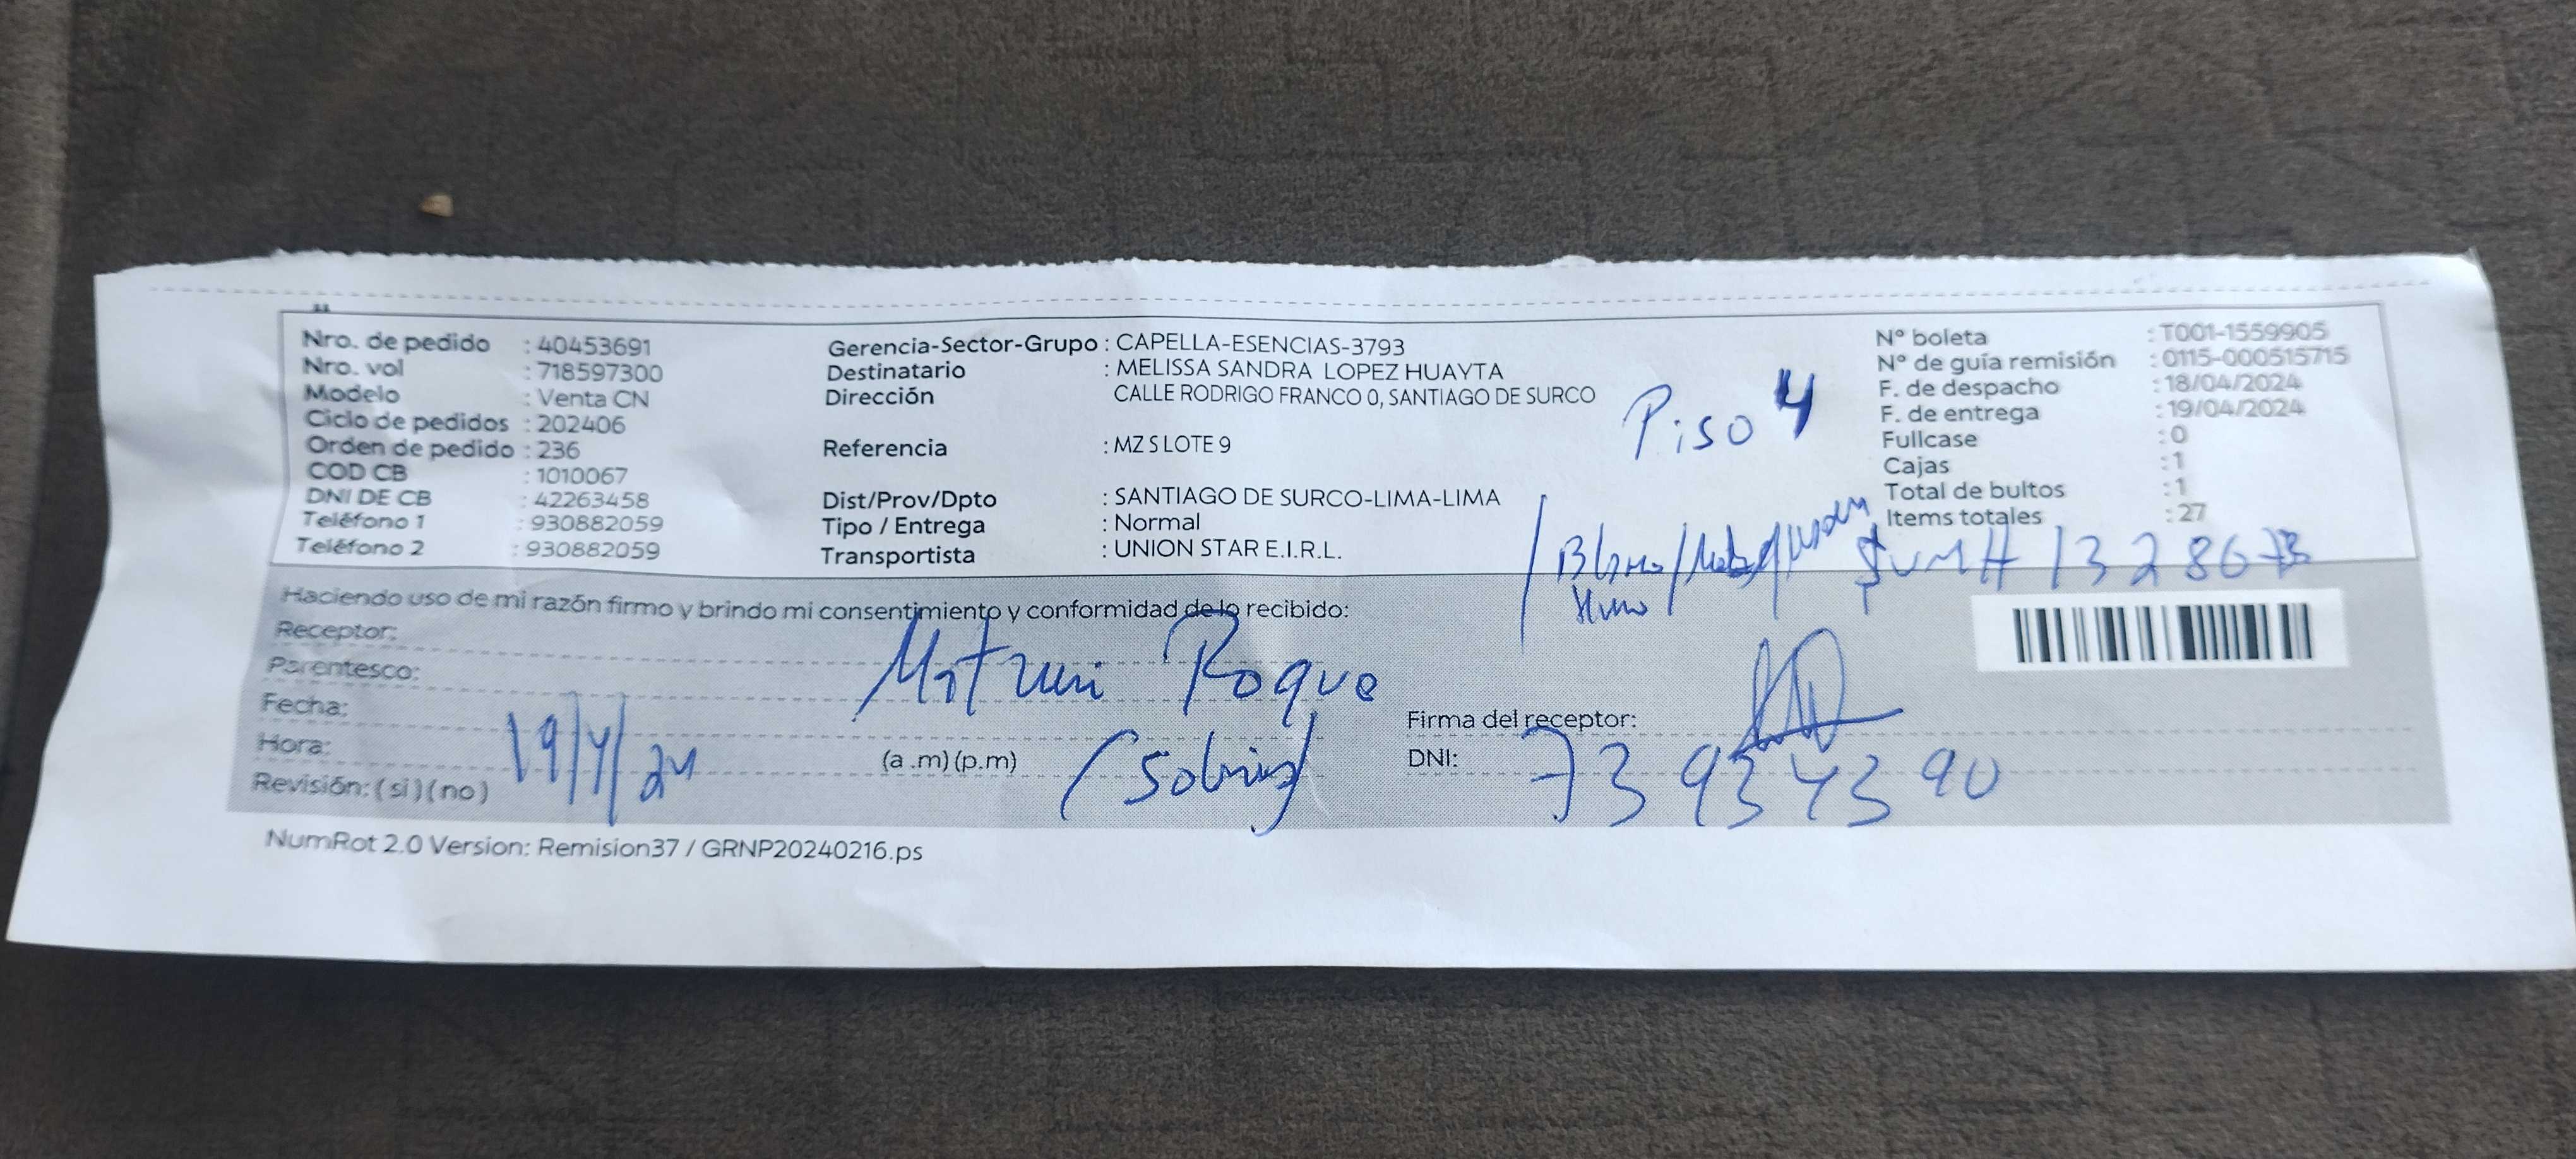 Nro. de pedido : 40453691
Nro. vol : 718597300
Modelo : Venta CN
Ciclo de pedidos : 202406
Orden de pedido : 236
COD CB : 1010067
DNI DE CB : 42263458
Teléfono 1 : 930882059
Teléfono 2 : 930882059
Gerencia-Sector-Grupo : CAPELLA-ESENCIAS-3793
Destinatario : MELISSA SANDRA LOPEZ HUAYTA
Dirección CALLE RODRIGO FRANCO 0, SANTIAGO DE SURCO
Referencia : MZ S LOTE 9
Dist/Prov/Dpto : SANTIAGO DE SURCO-LIMA-LIMA
Tipo / Entrega : Normal
Transportista : UNION STAR E.I.R.L.
Piso 4
N° boleta : T001-1559905
N° de guía remisión : 0115-000515715
F. de despacho : 18/04/2024
F. de entrega : 19/04/2024
Fullcase : 0
Cajas : 1
Total de bultos : 1
Items totales : 27
Haciendo uso de mi razón firmo y brindo mi consentimiento y conformidad de lo recibido:
Receptor:
Parentesco:
Roque
Fecha: 19/4/24
Hora: (a .m) (p.m)
Revisión: ( si ) ( no )
Firma del receptor:
DNI: 73934390
NumRot 2.0 Version: Remision37 / GRNP20240216.ps